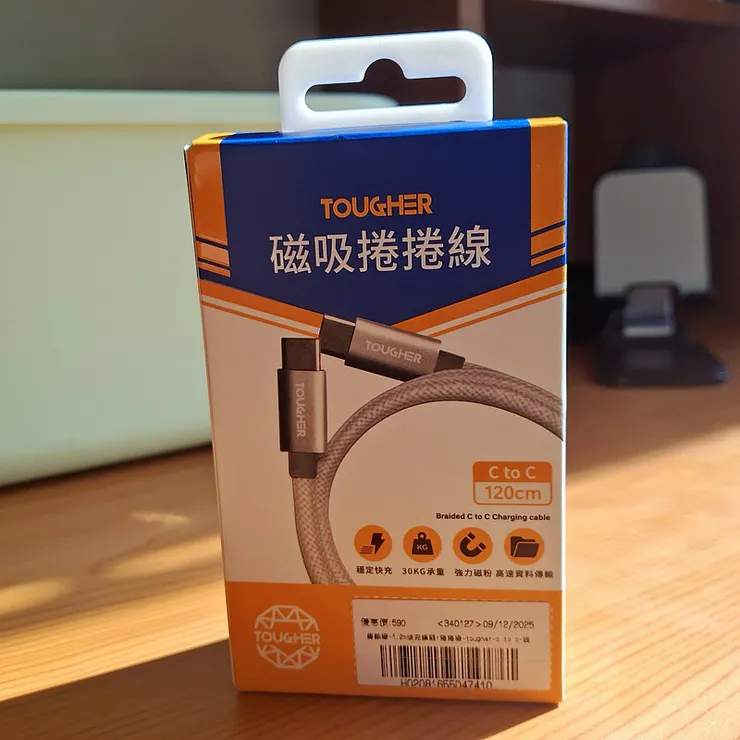 TOUGHER
磁吸捲捲線
TOUGHER
TOUGHER
C to C
120cm
Braided C to C Charging cable
KG
穩定快充
30KG承重
強力磁粉
高速資料傳輸
TOUGHER
優惠價:590 <340127>09/12/2025
H02081655047410